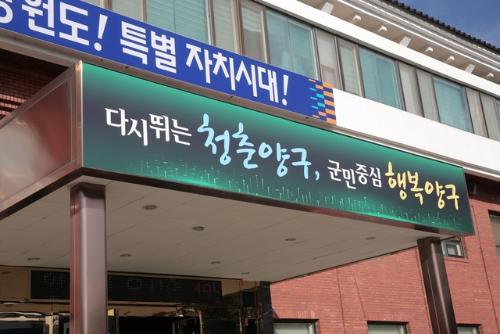 원도! 특별 자치시대!
다시 뛰는 청춘양구, 군민중심 행복양구